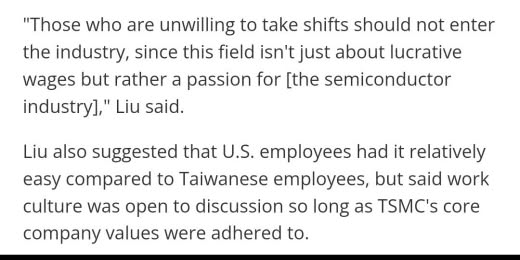 "Those who are unwilling to take shifts should not enter
the industry, since this field isn't just about lucrative
wages but rather a passion for [the semiconductor
industry]," Liu said.
Liu also suggested that U.S. employees had it relatively
easy compared to Taiwanese employees, but said work
culture was open to discussion so long as TSMC's core
company values were adhered to.